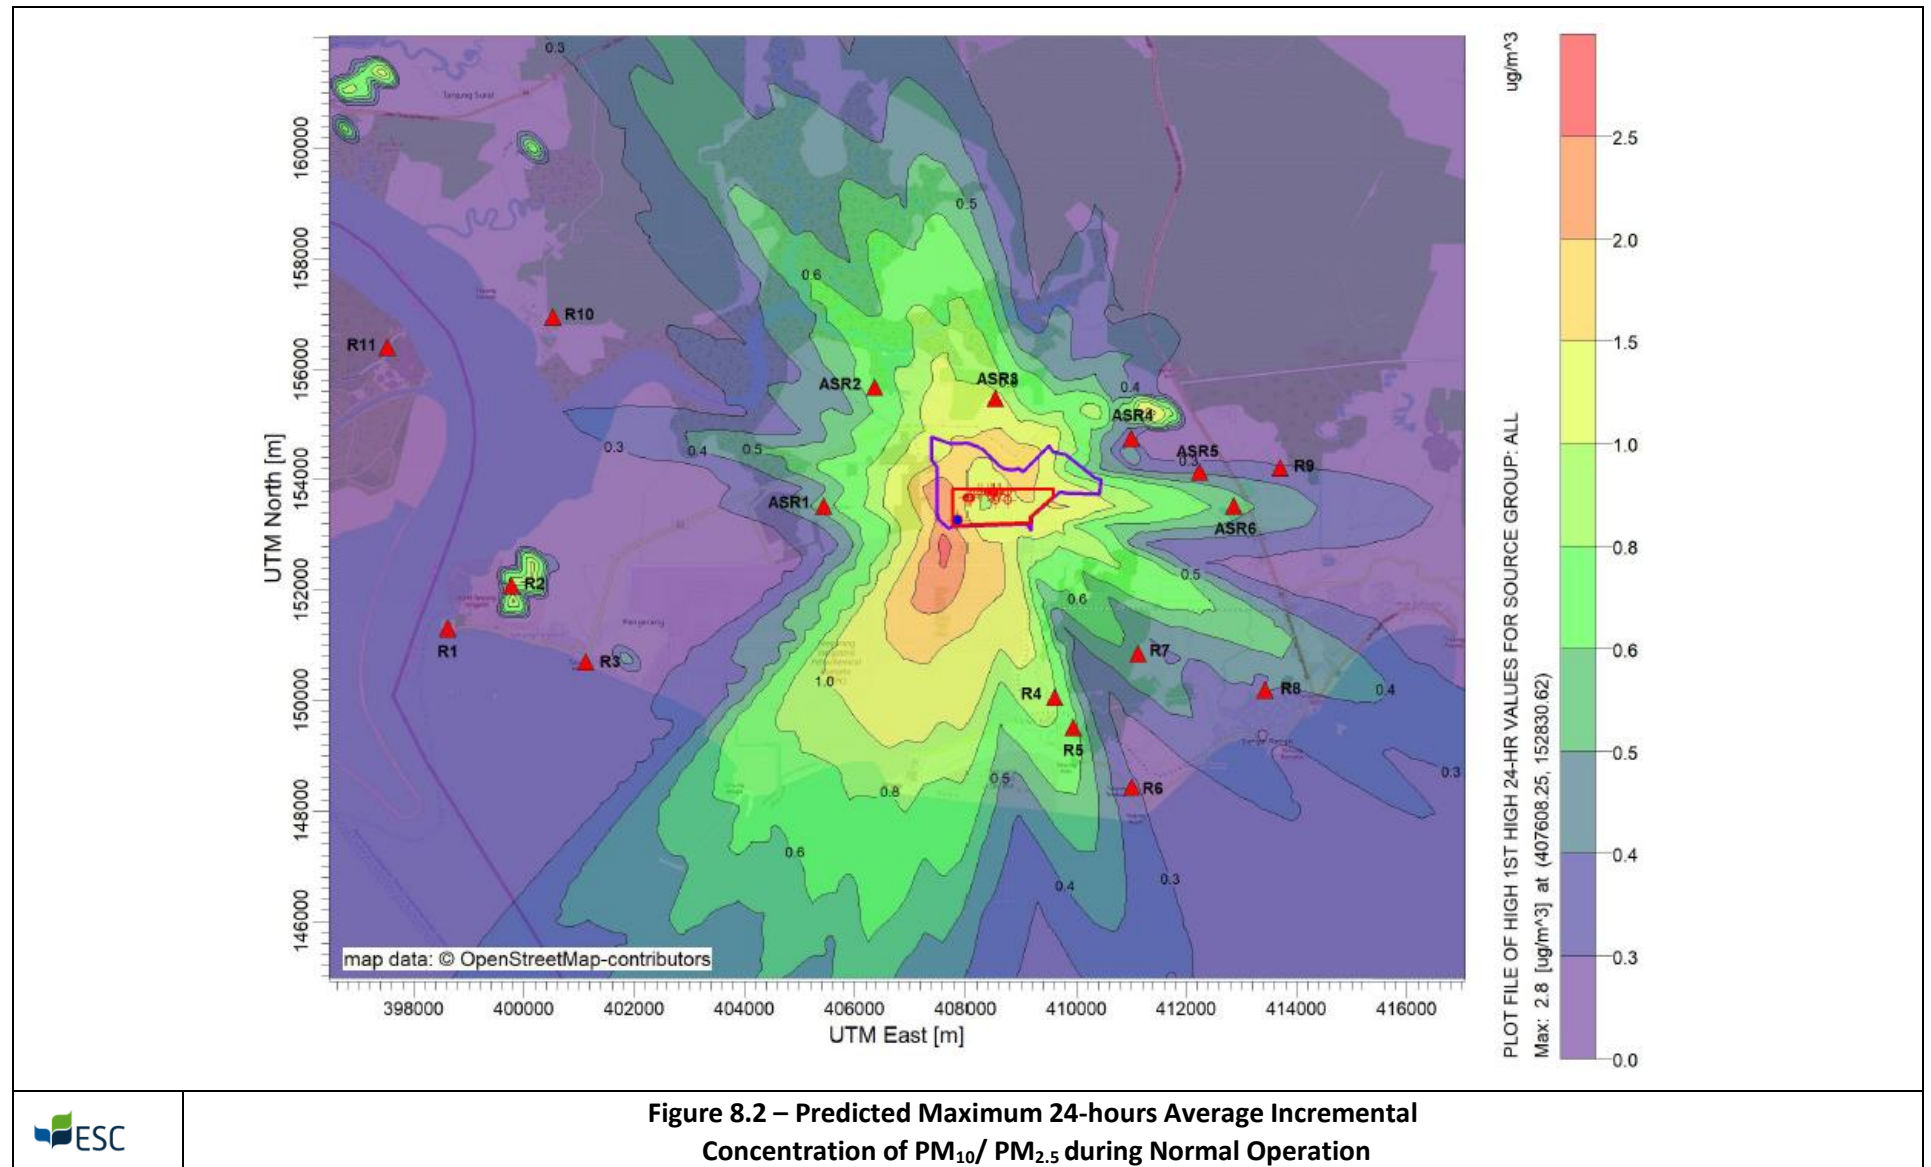 ug/m^3
PLOT FILE OF HIGH 1ST HIGH 24-HR VALUES FOR SOURCE GROUP: ALL
Max: 2.8 [ug/m^3] at (407608.25, 152830.62)
2.5
2.0
1.5
1.0
0.8
0.6
0.5
0.4
0.3
0.0
UTM North [m]
160000
158000
156000
154000
152000
150000
148000
146000
0.3
Tanjung Surat
0.5
0.6
R10
R11
ASR2
ASR3
0.4
ASR4
ASR5
0.3
R9
0.3
0.4
0.5
ASR1
ASR6
0.5
R2
0.6
Pengerang
R1
R3
R7
1.0
R4
R8
0.4
R5
0.5
0.3
0.8
R6
0.6
0.4
0.3
map data: © OpenStreetMap-contributors
398000 400000 402000 404000 406000 408000 410000 412000 414000 416000
UTM East [m]
ESC
Figure 8.2 – Predicted Maximum 24-hours Average Incremental
Concentration of PM₁₀/ PM₂.₅ during Normal Operation